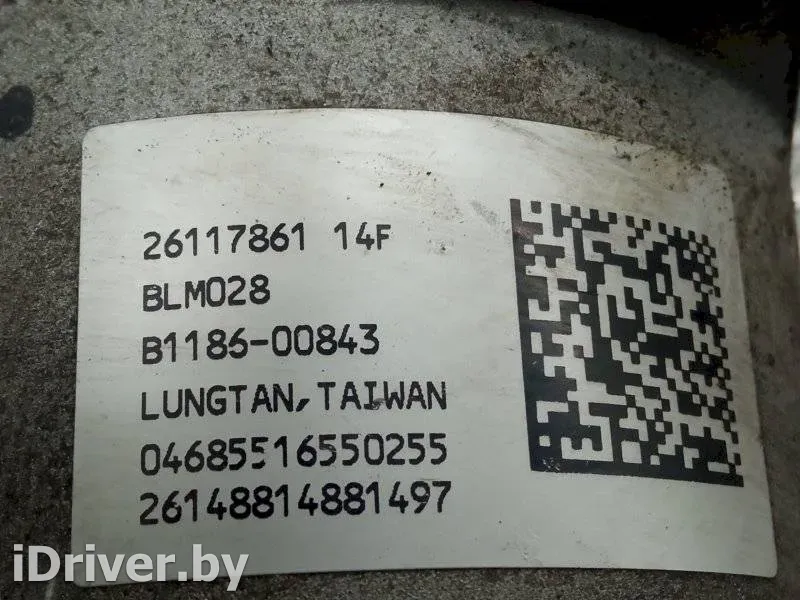 26117861 14F
BLM028
B1186-00843
LUNGTAN, TAIWAN
04685516550255
26148814881497
iDriver.by